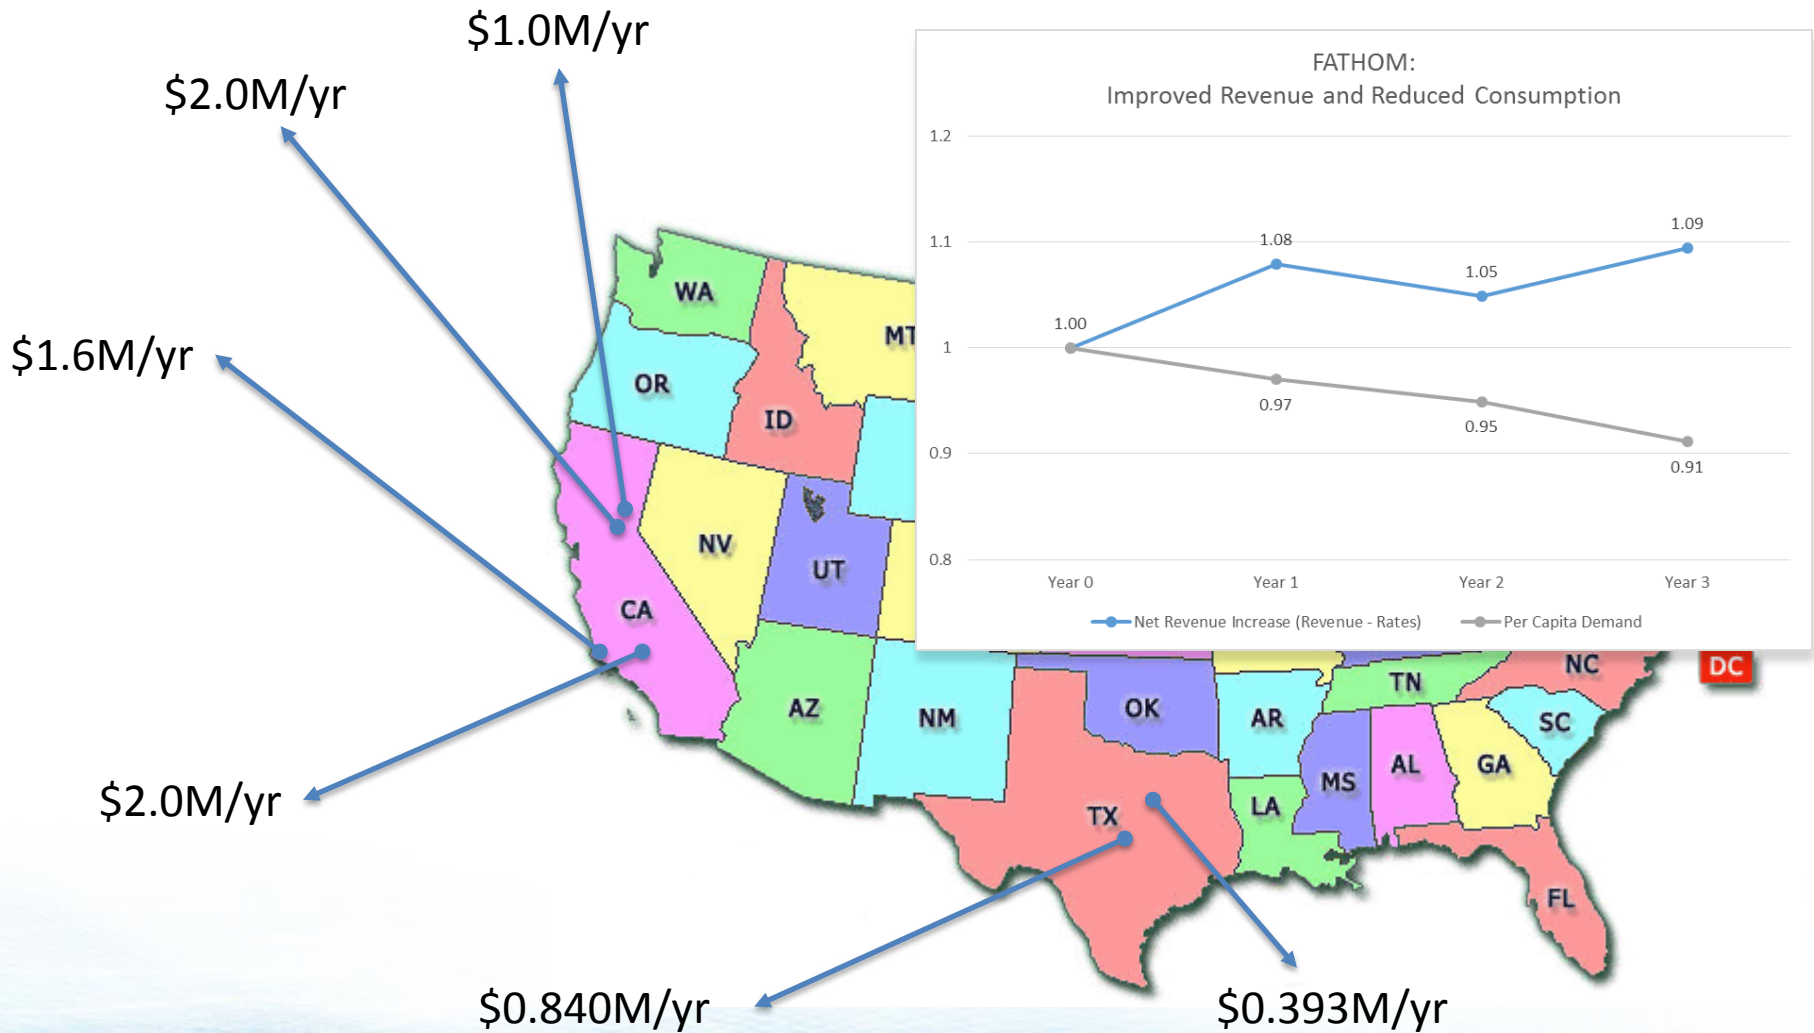 $1.0M/yr
$2.0M/yr
$1.6M/yr
$2.0M/yr
$0.840M/yr
$0.393M/yr
FATHOM:
Improved Revenue and Reduced Consumption
1.2
1.1
1
0.9
0.8
1.00
1.08
1.05
1.09
0.97
0.95
0.91
Year 0
Year 1
Year 2
Year 3
Net Revenue Increase (Revenue - Rates)
Per Capita Demand
WA
MT
OR
ID
NV
UT
CA
AZ
NM
OK
AR
TN
NC
DC
SC
MS
AL
GA
TX
LA
FL